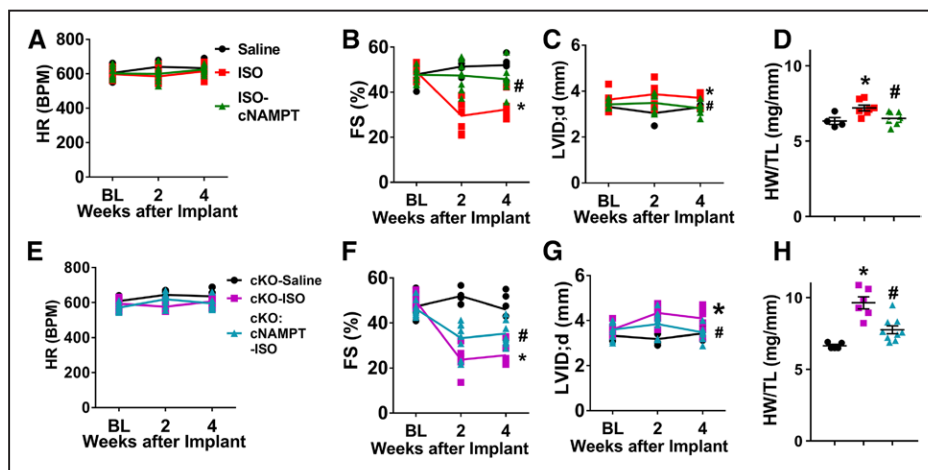 A
HR (BPM)
800
600
400
200
0
BL 2 4
Weeks after Implant
Saline
ISO
ISO-
cNAMPT
B
FS (%)
60
40
20
0
#
*
BL 2 4
Weeks after Implant
C
LVID;d (mm)
6
4
2
0
*
#
BL 2 4
Weeks after Implant
D
HW/TL (mg/mm)
10
5
0
* #
E
HR (BPM)
800
600
400
200
0
BL 2 4
Weeks after Implant
cKO-Saline
cKO-ISO
cKO:
cNAMPT
-ISO
F
FS (%)
60
40
20
0
#
*
BL 2 4
Weeks after Implant
G
LVID;d (mm)
6
4
2
0
*
#
BL 2 4
Weeks after Implant
H
HW/TL (mg/mm)
10
5
0
* #